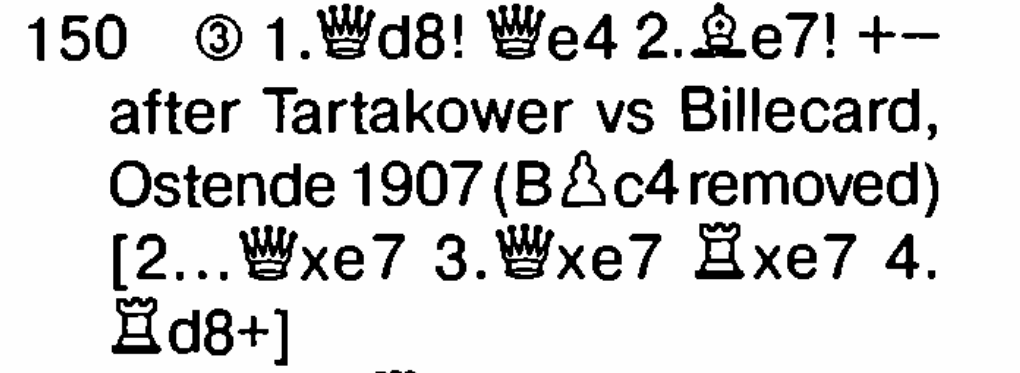 150 ③ 1.♕d8! ♕e4 2.♗e7! +−
after Tartakower vs Billecard,
Ostende 1907 (B♙c4 removed)
[2...♕xe7 3.♕xe7 ♖xe7 4.
♖d8+]